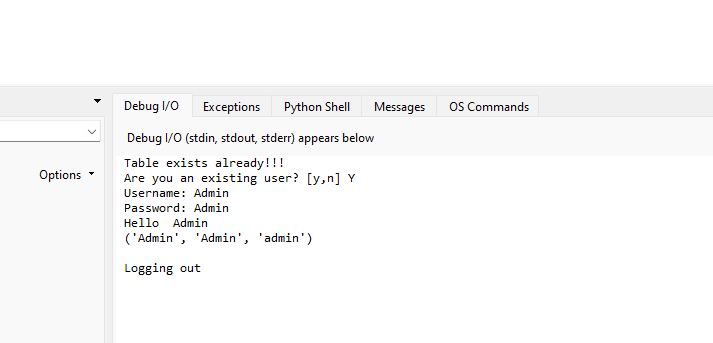 Debug I/O Exceptions Python Shell Messages OS Commands
Debug I/O (stdin, stdout, stderr) appears below
Options
Table exists already!!!
Are you an existing user? [y,n] Y
Username: Admin
Password: Admin
Hello  Admin
('Admin', 'Admin', 'admin')
Logging out